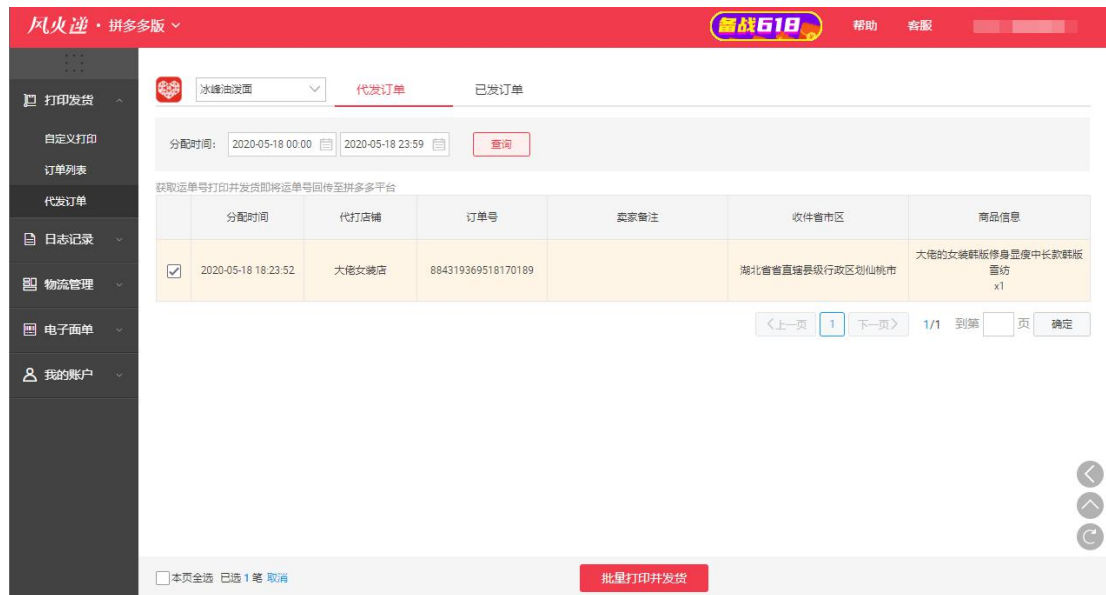 风火递·拼多多版
备战618
帮助
客服
打印发货
自定义打印
订单列表
代发订单
日志记录
物流管理
电子面单
我的账户
冰峰油泼面
代发订单
已发订单
分配时间：
2020-05-18 00:00
2020-05-18 23:59
查询
获取运单号打印并发货即将运单号回传至拼多多平台
分配时间
代打店铺
订单号
卖家备注
收件省市区
商品信息
2020-05-18 18:23:52
大佬女装店
884319369518170189
湖北省省直辖县级行政区划仙桃市
大佬的女装韩版修身显瘦中长款韩版
雪纺
x1
上一页
1
下一页
1/1
到第
页
确定
本页全选 已选 1 笔 取消
批量打印并发货